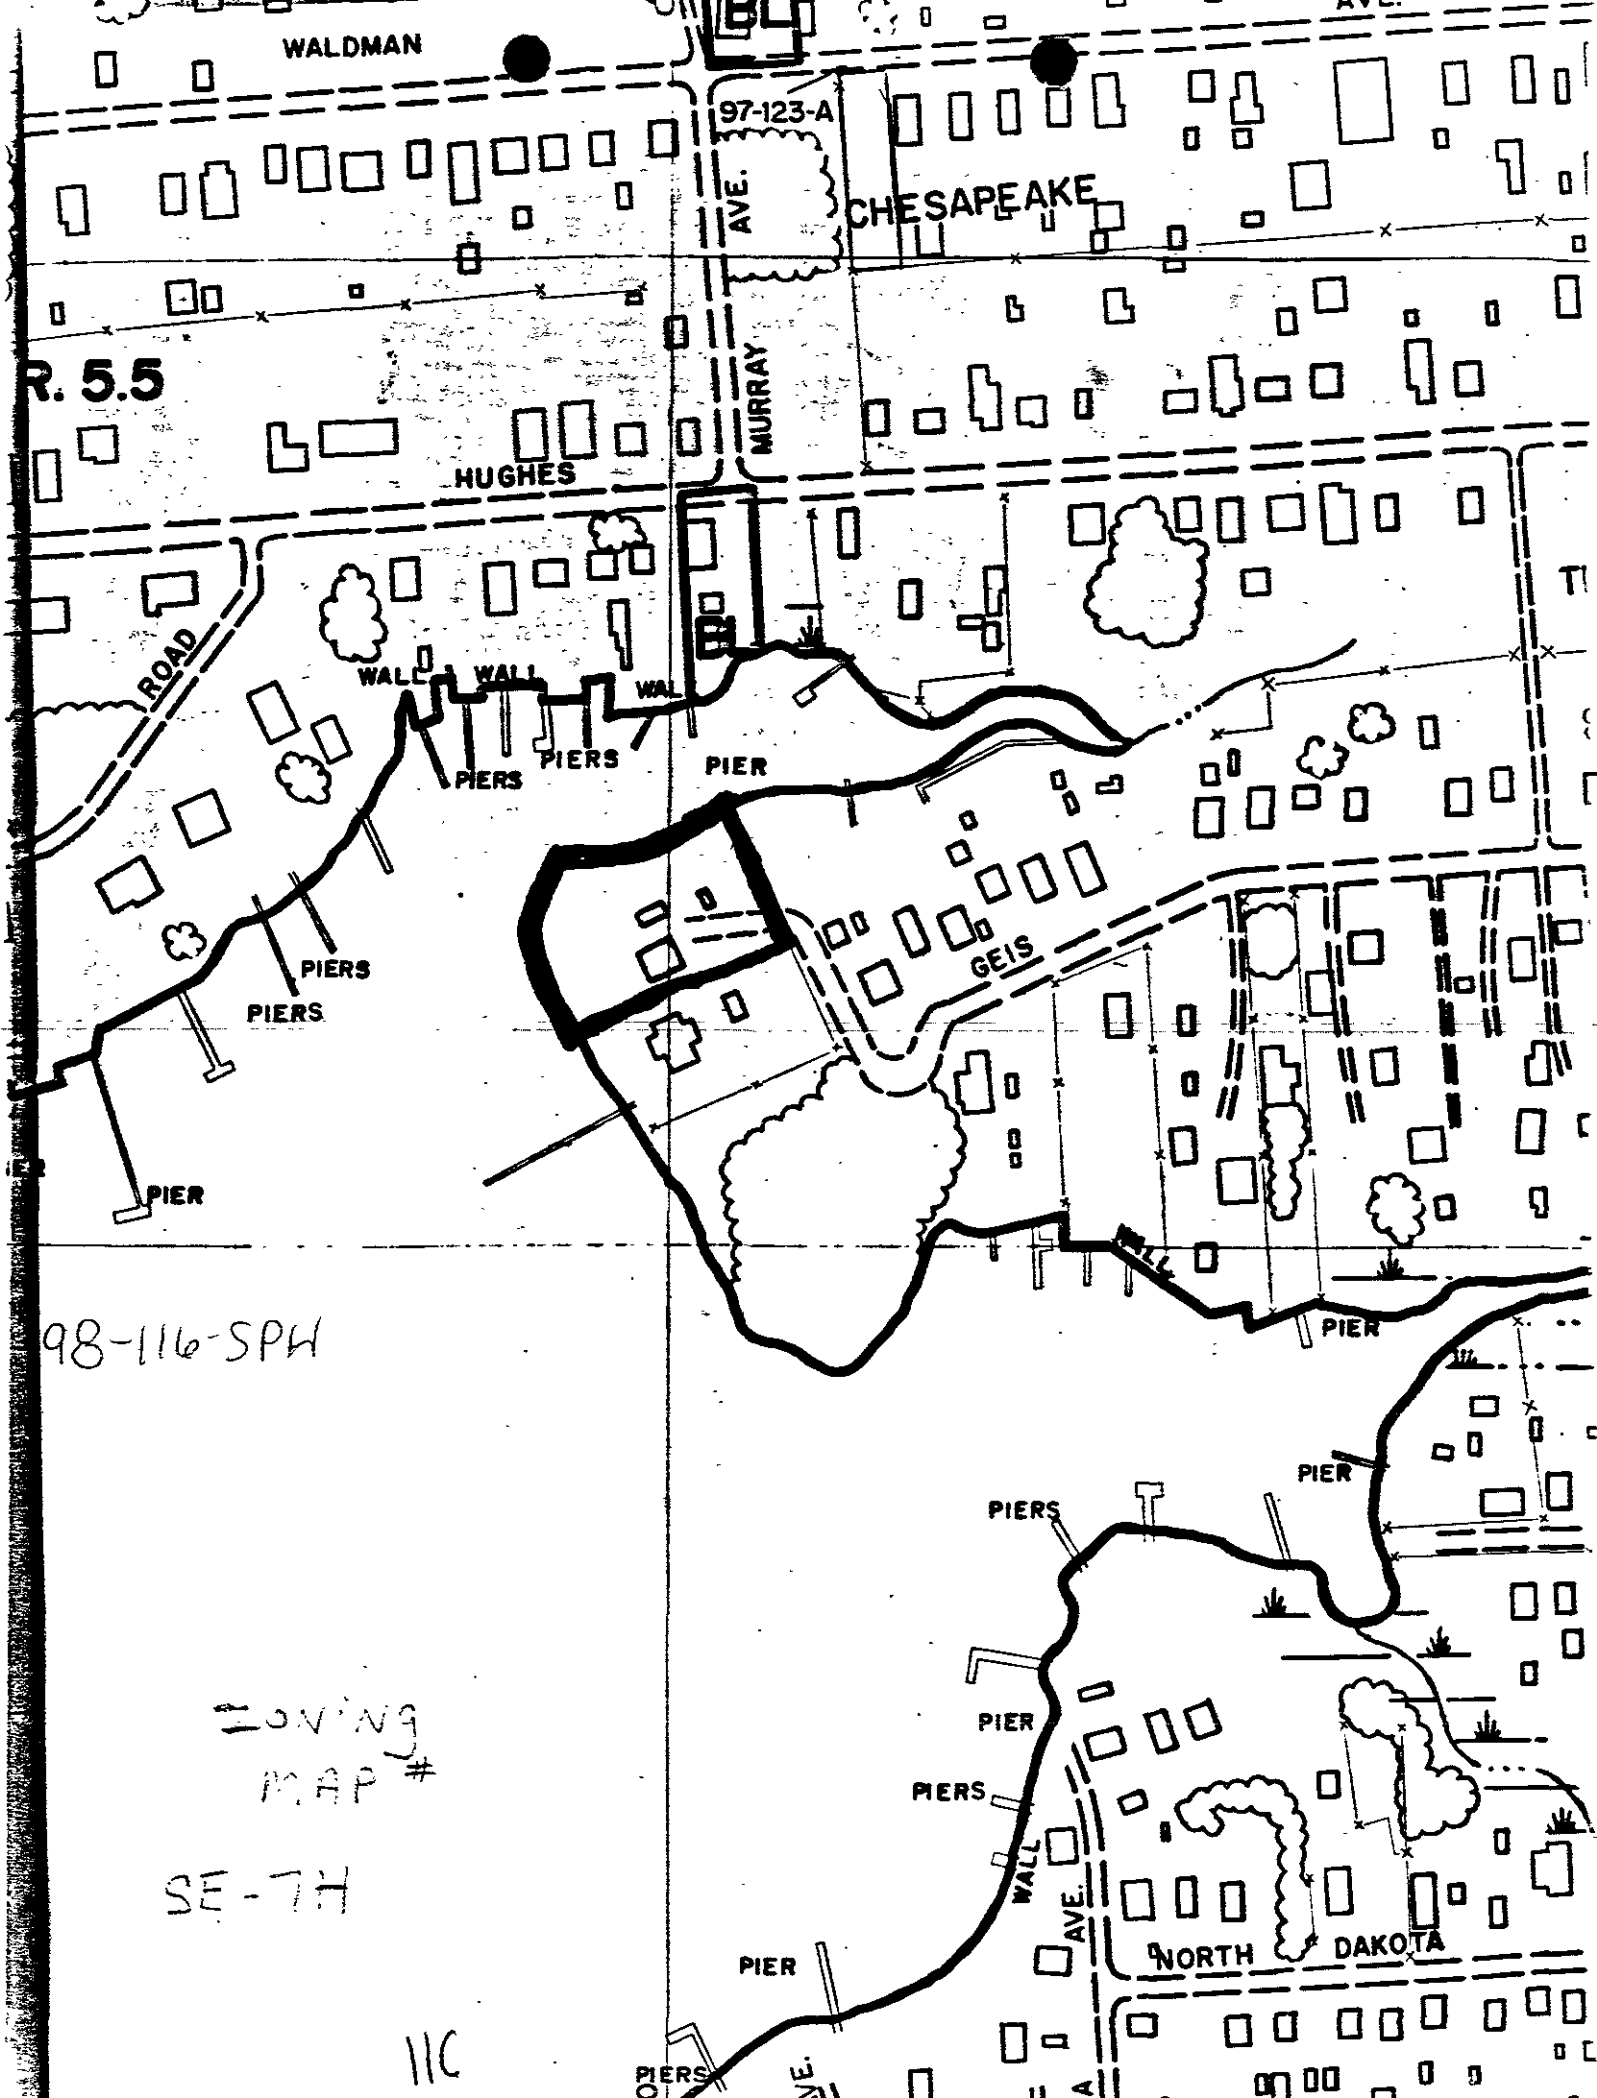 AVE.
WALDMAN
97-123-A
AVE.
CHESAPEAKE
R. 5.5
MURRAY
HUGHES
ROAD
WALL
WALL
WAL
PIERS
PIERS
PIER
GEIS
PIERS
PIERS
PIER
WALL
PIER
98-116-SPH
PIER
PIERS
PIER
ZONING
MAP #
PIERS
WALL
SE-7H
AVE.
NORTH DAKOTA
PIER
11C
PIERS
VE.
A